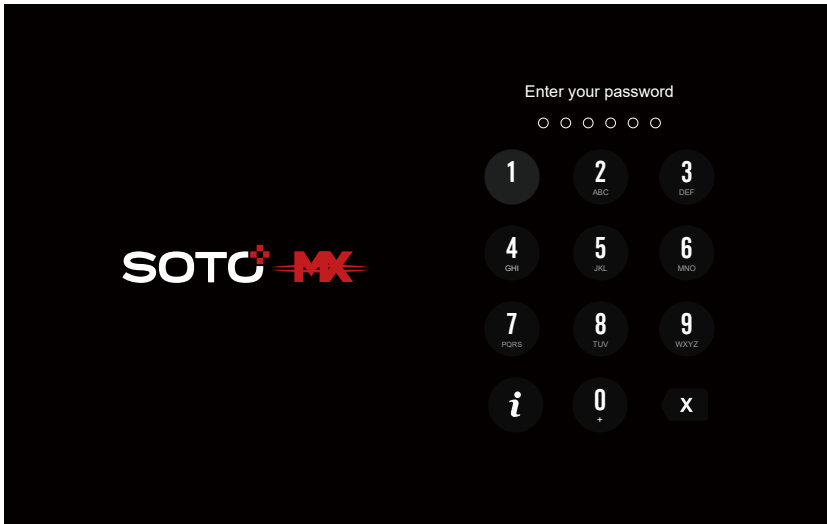 Enter your password
1 2 3
ABC DEF
4 5 6
GHI JKL MNO
SOTO MX
7 8 9
PQRS TUV WXYZ
i 0 X
+